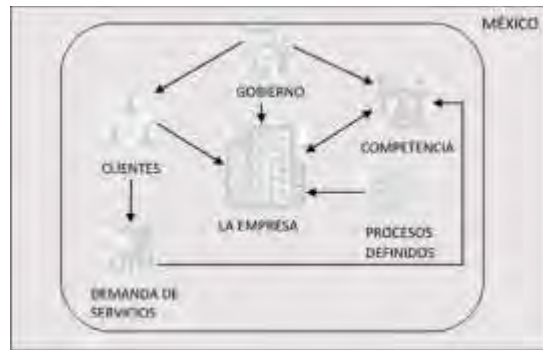 MÉXICO
GOBIERNO
COMPETENCIA
CLIENTES
LA EMPRESA
PROCESOS
DEFINIDOS
DEMANDA DE
SERVICIOS